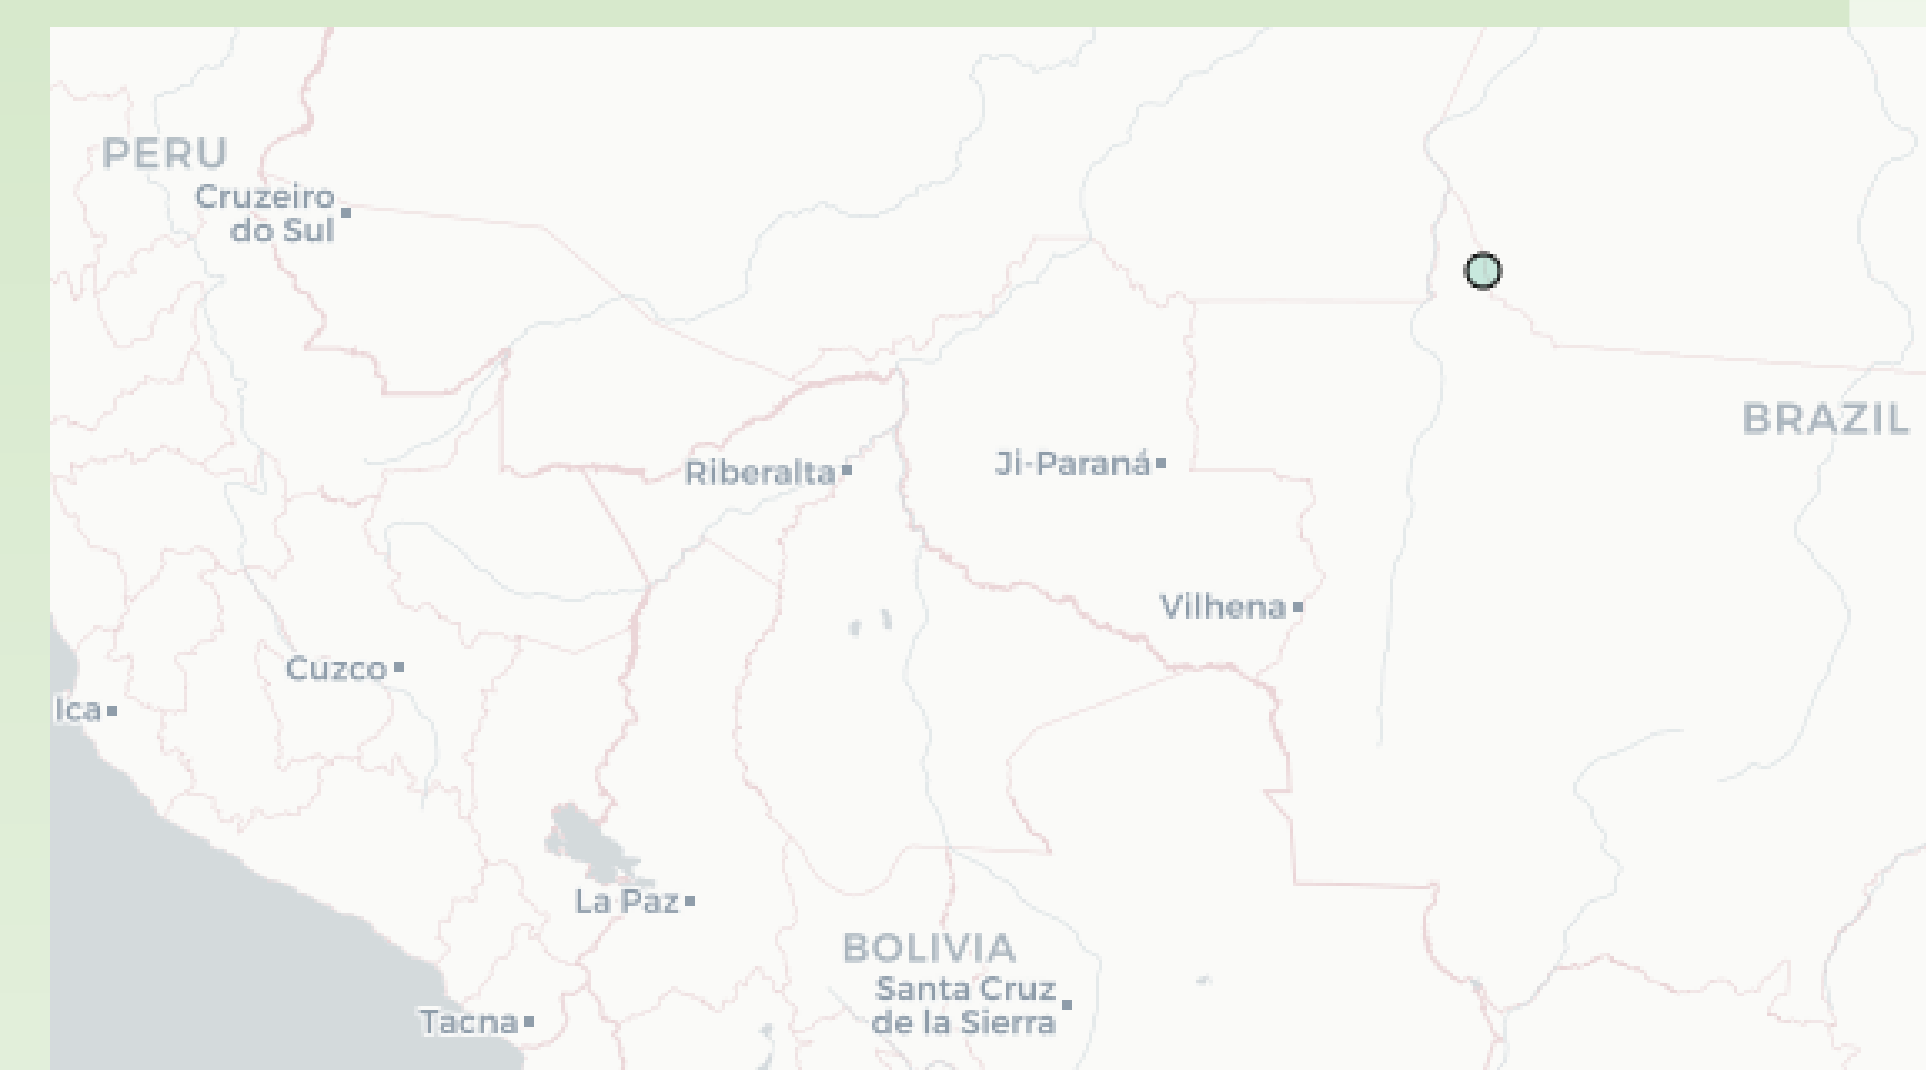 PERU
Cruzeiro
do Sul
BRAZIL
Riberalta
Ji-Paraná
Vilhena
Cuzco
Ica
La Paz
BOLIVIA
Santa Cruz
de la Sierra
Tacna